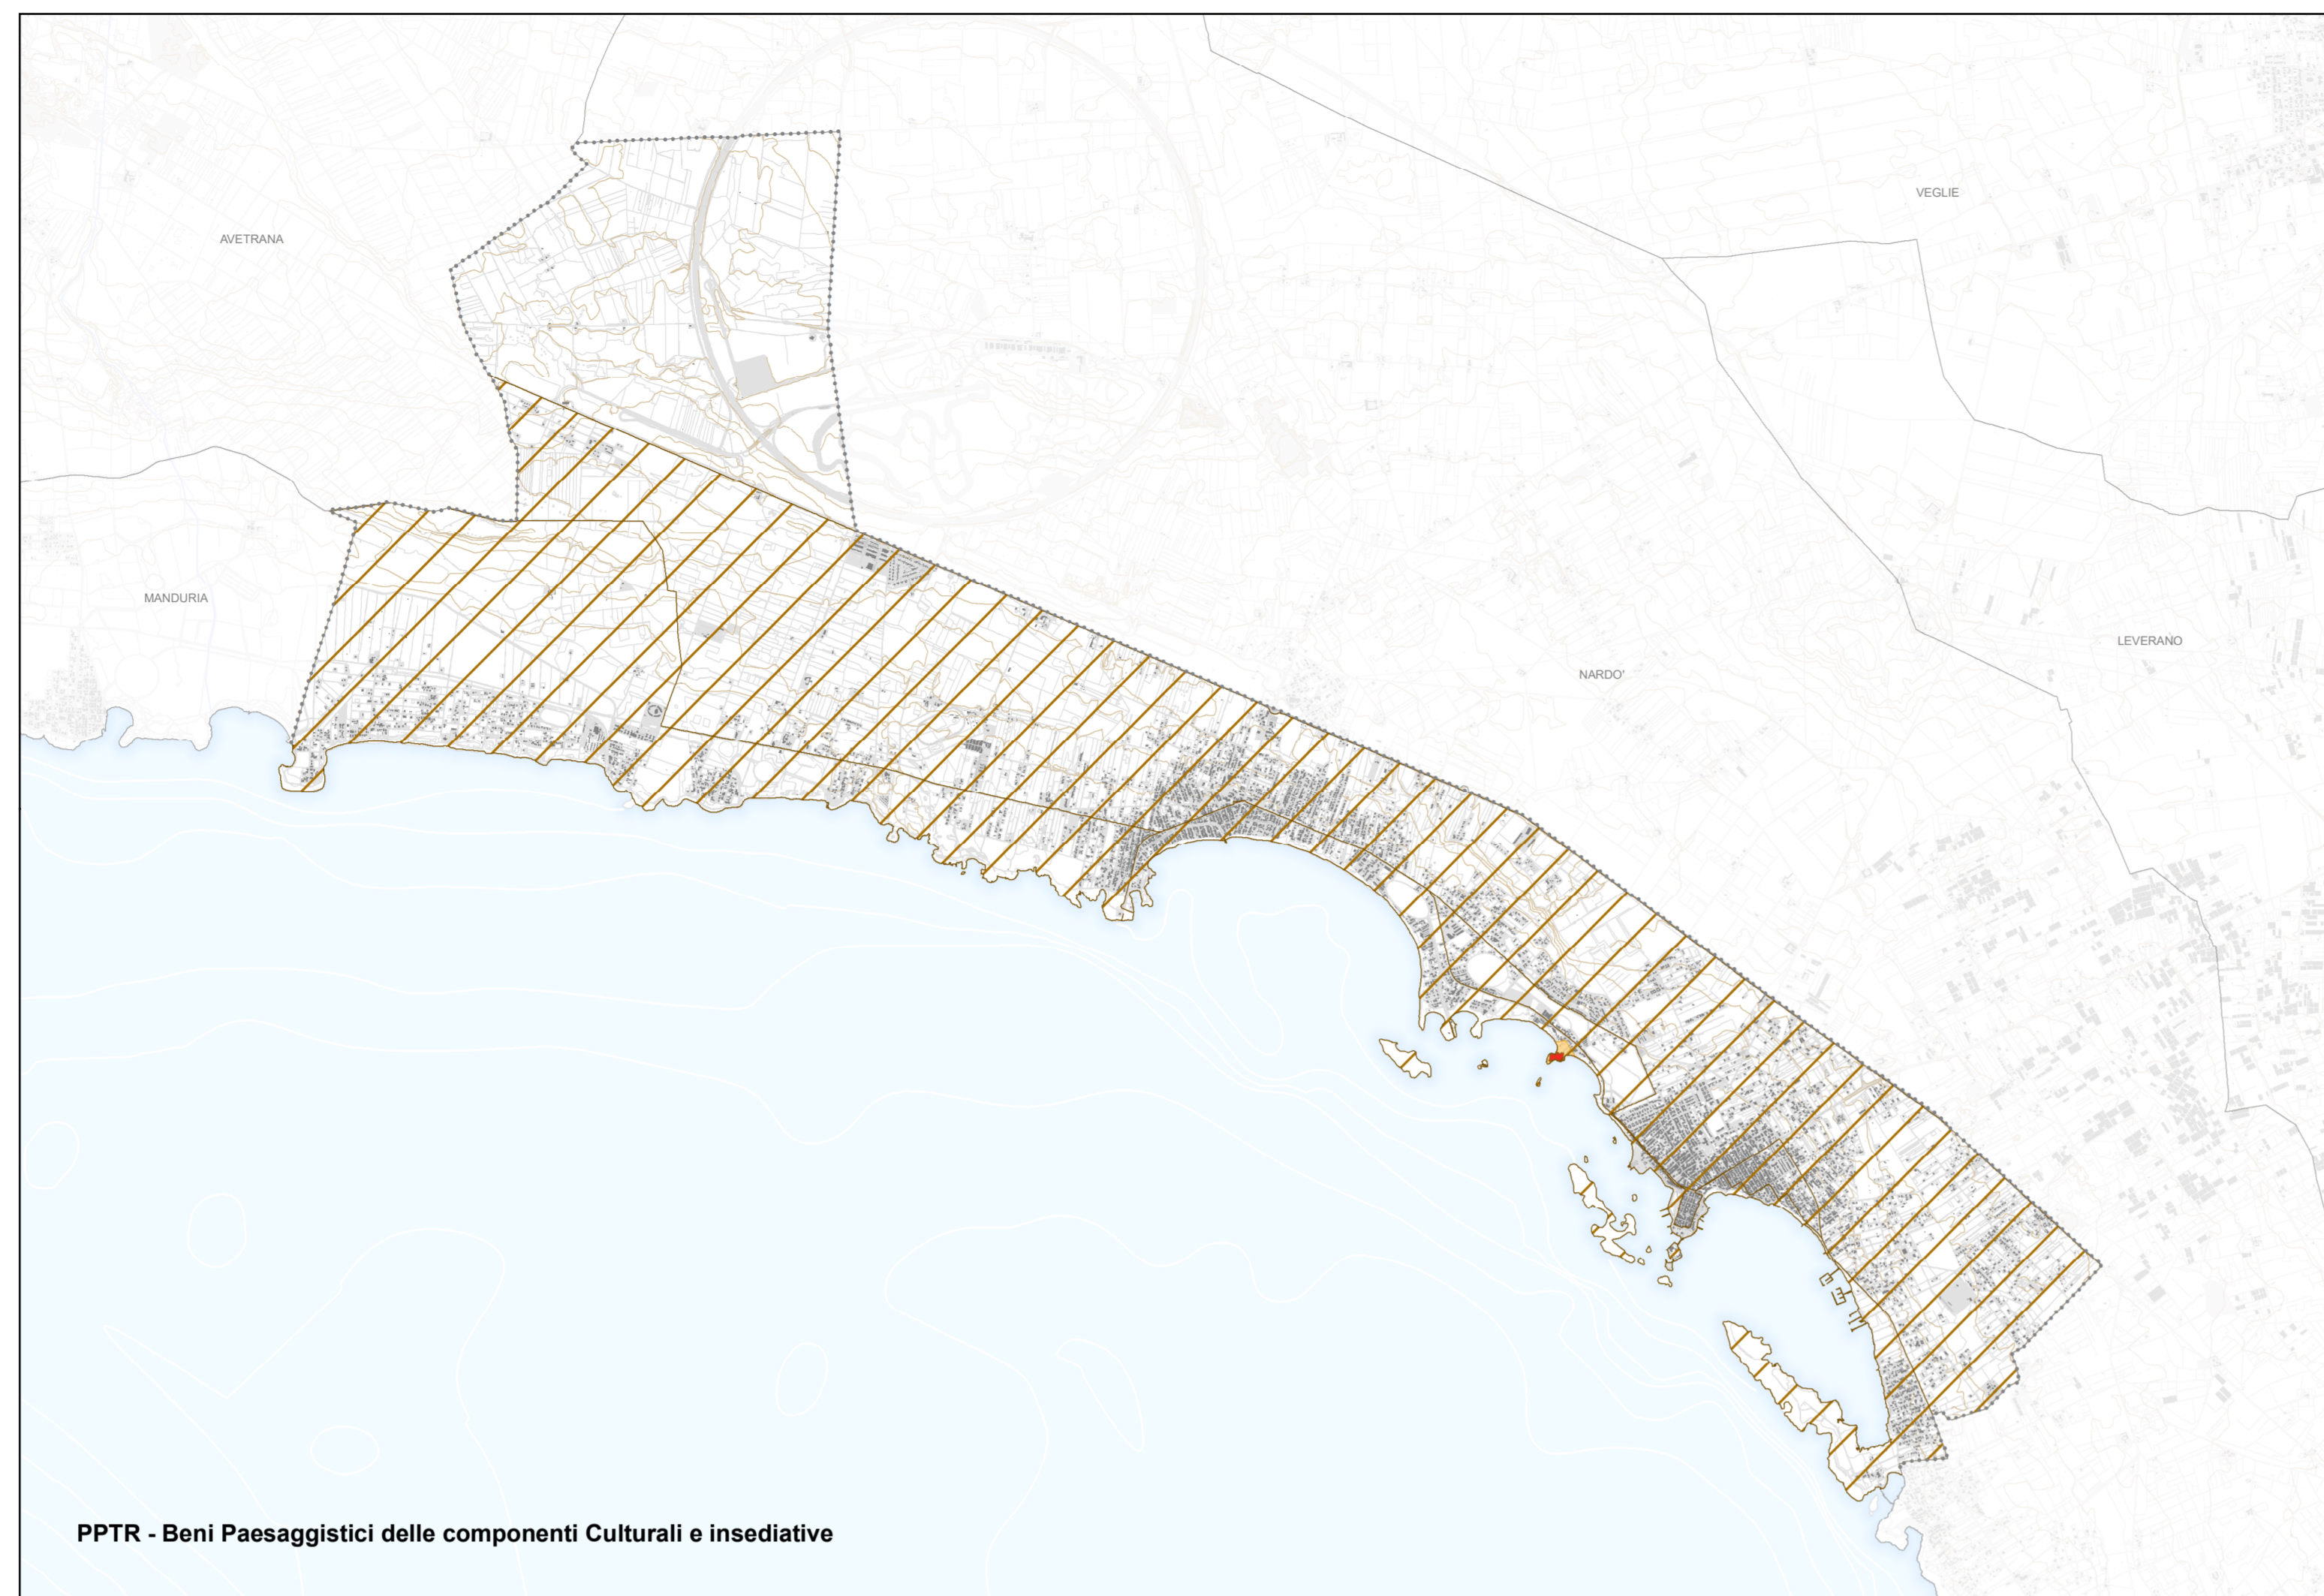 VEGLIE
AVETRANA
MANDURIA
LEVERANO
NARDO'
PPTR - Beni Paesaggistici delle componenti Culturali e insediative